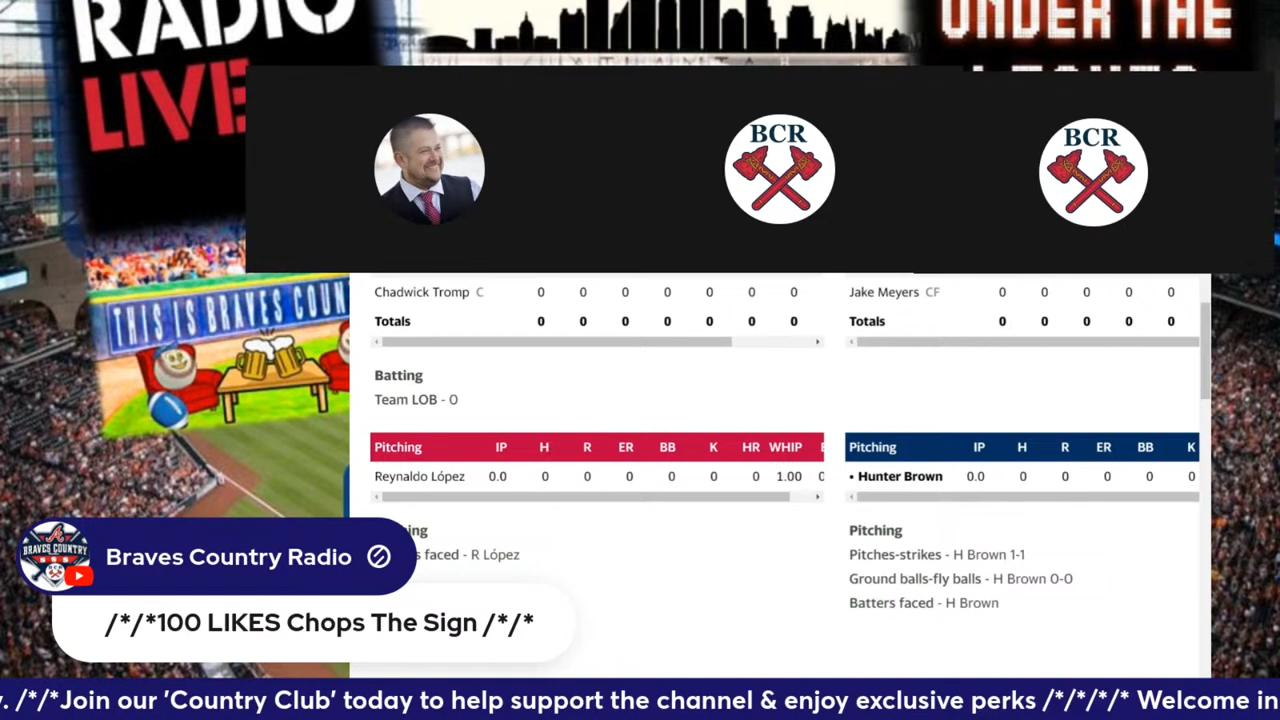 RADIO
LIVE
UNDER THE
BCR
BCR
THIS IS BRAVES COUN
Chadwick Tromp C 0 0 0 0 0 0 0
Totals 0 0 0 0 0 0 0
Batting
Team LOB - 0
Pitching IP H R ER BB K HR WHIP
Reynaldo López 0.0 0 0 0 0 0 0 1.00 0
s faced - R López
Jake Meyers CF 0 0 0 0 0
Totals 0 0 0 0 0
Pitching IP H R ER BB K
• Hunter Brown 0.0 0 0 0 0 0
Pitching
Pitches-strikes - H Brown 1-1
Ground balls-fly balls - H Brown 0-0
Batters faced - H Brown
BRAVES COUNTRY
Braves Country Radio
/*/*100 LIKES Chops The Sign /*/*
. /*/*Join our 'Country Club' today to help support the channel & enjoy exclusive perks /*/*/*/* Welcome in